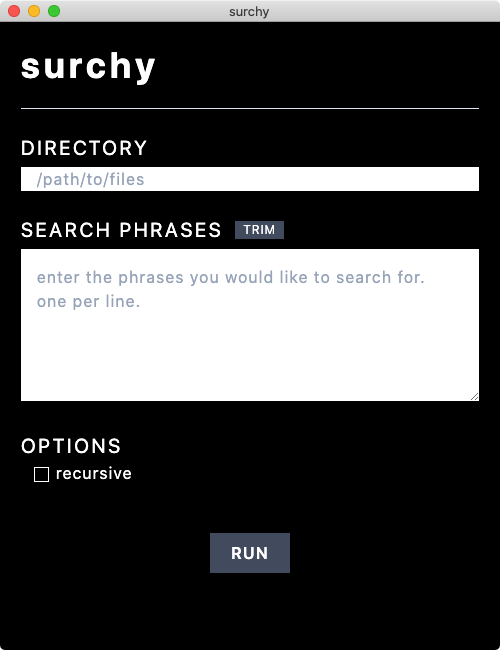 surchy
surchy
DIRECTORY
/path/to/files
SEARCH PHRASES TRIM
enter the phrases you would like to search for.
one per line.
OPTIONS
recursive
RUN